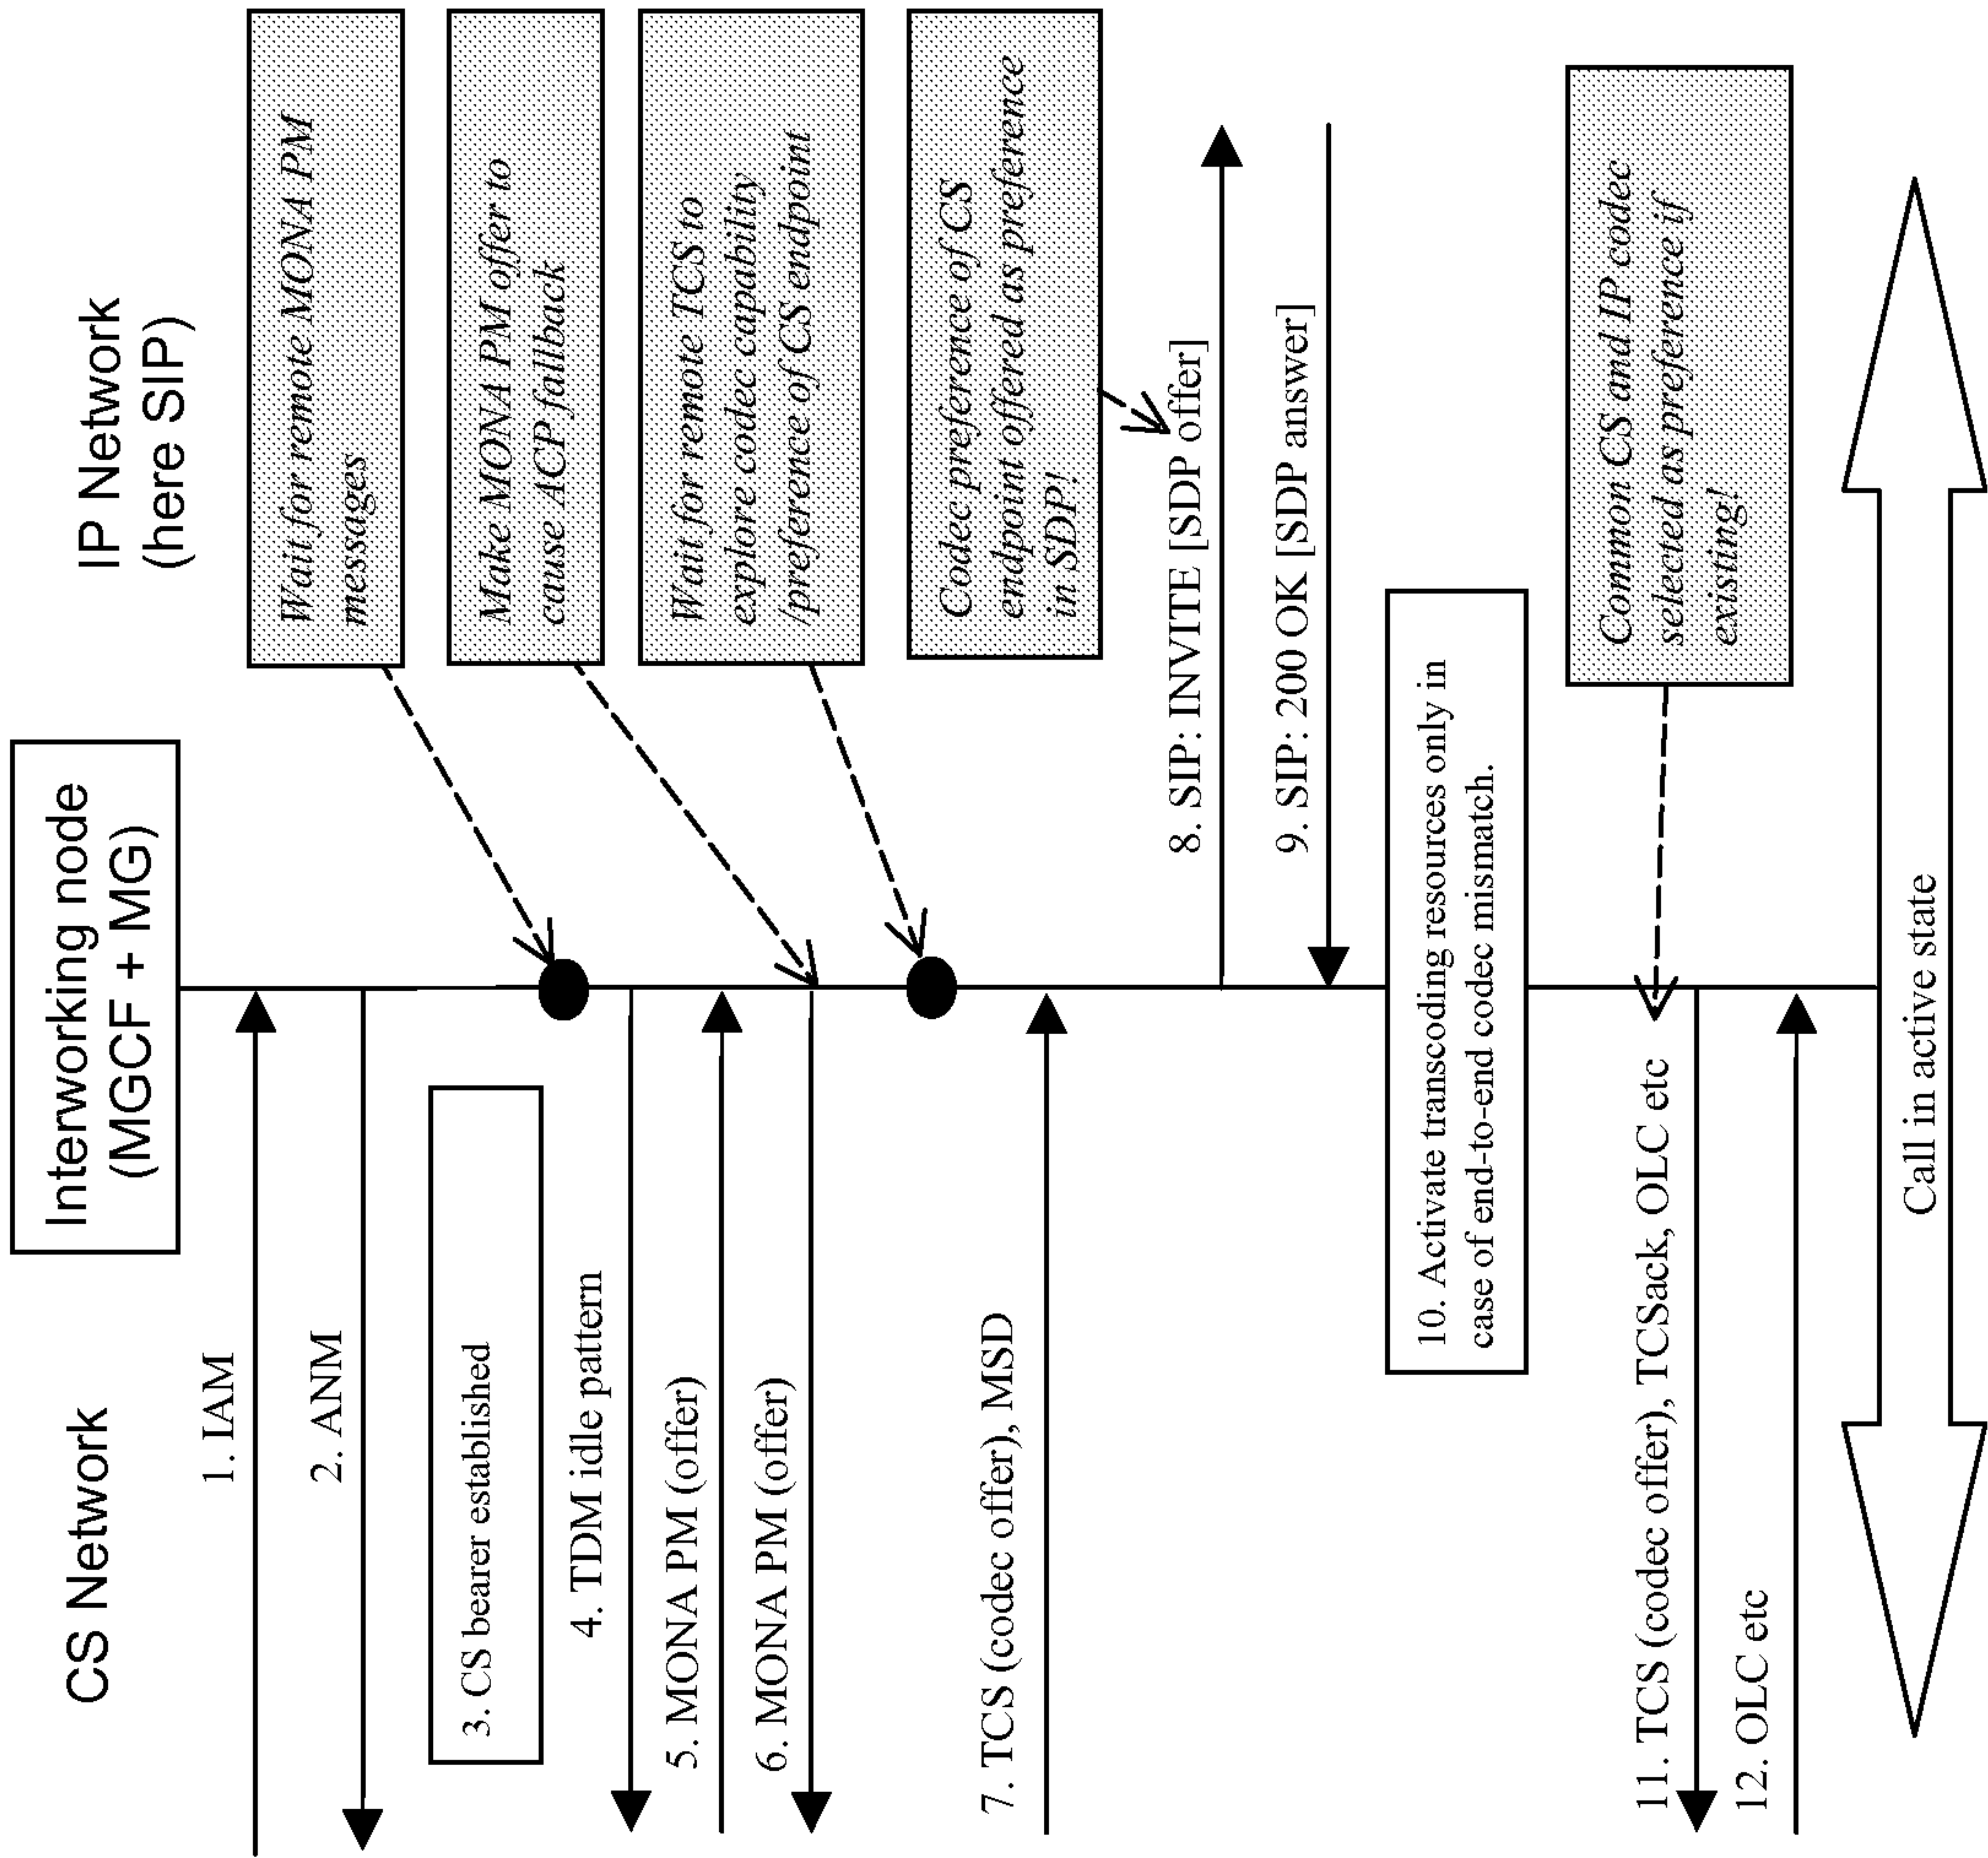 CS Network
Interworking node
(MGCF + MG)
IP Network
(here SIP)
1. IAM
2. ANM
Wait for remote MONA PM
messages
3. CS bearer established
4. TDM idle pattern
Make MONA PM offer to
cause ACP fallback
5. MONA PM (offer)
6. MONA PM (offer)
Wait for remote TCS to
explore codec capability
/preference of CS endpoint
7. TCS (codec offer), MSD
Codec preference of CS
endpoint offered as preference
in SDP!
8. SIP: INVITE [SDP offer]
9. SIP: 200 OK [SDP answer]
10. Activate transcoding resources only in
case of end-to-end codec mismatch.
Common CS and IP codec
selected as preference if
existing!
11. TCS (codec offer), TCSack, OLC etc
12. OLC etc
Call in active state